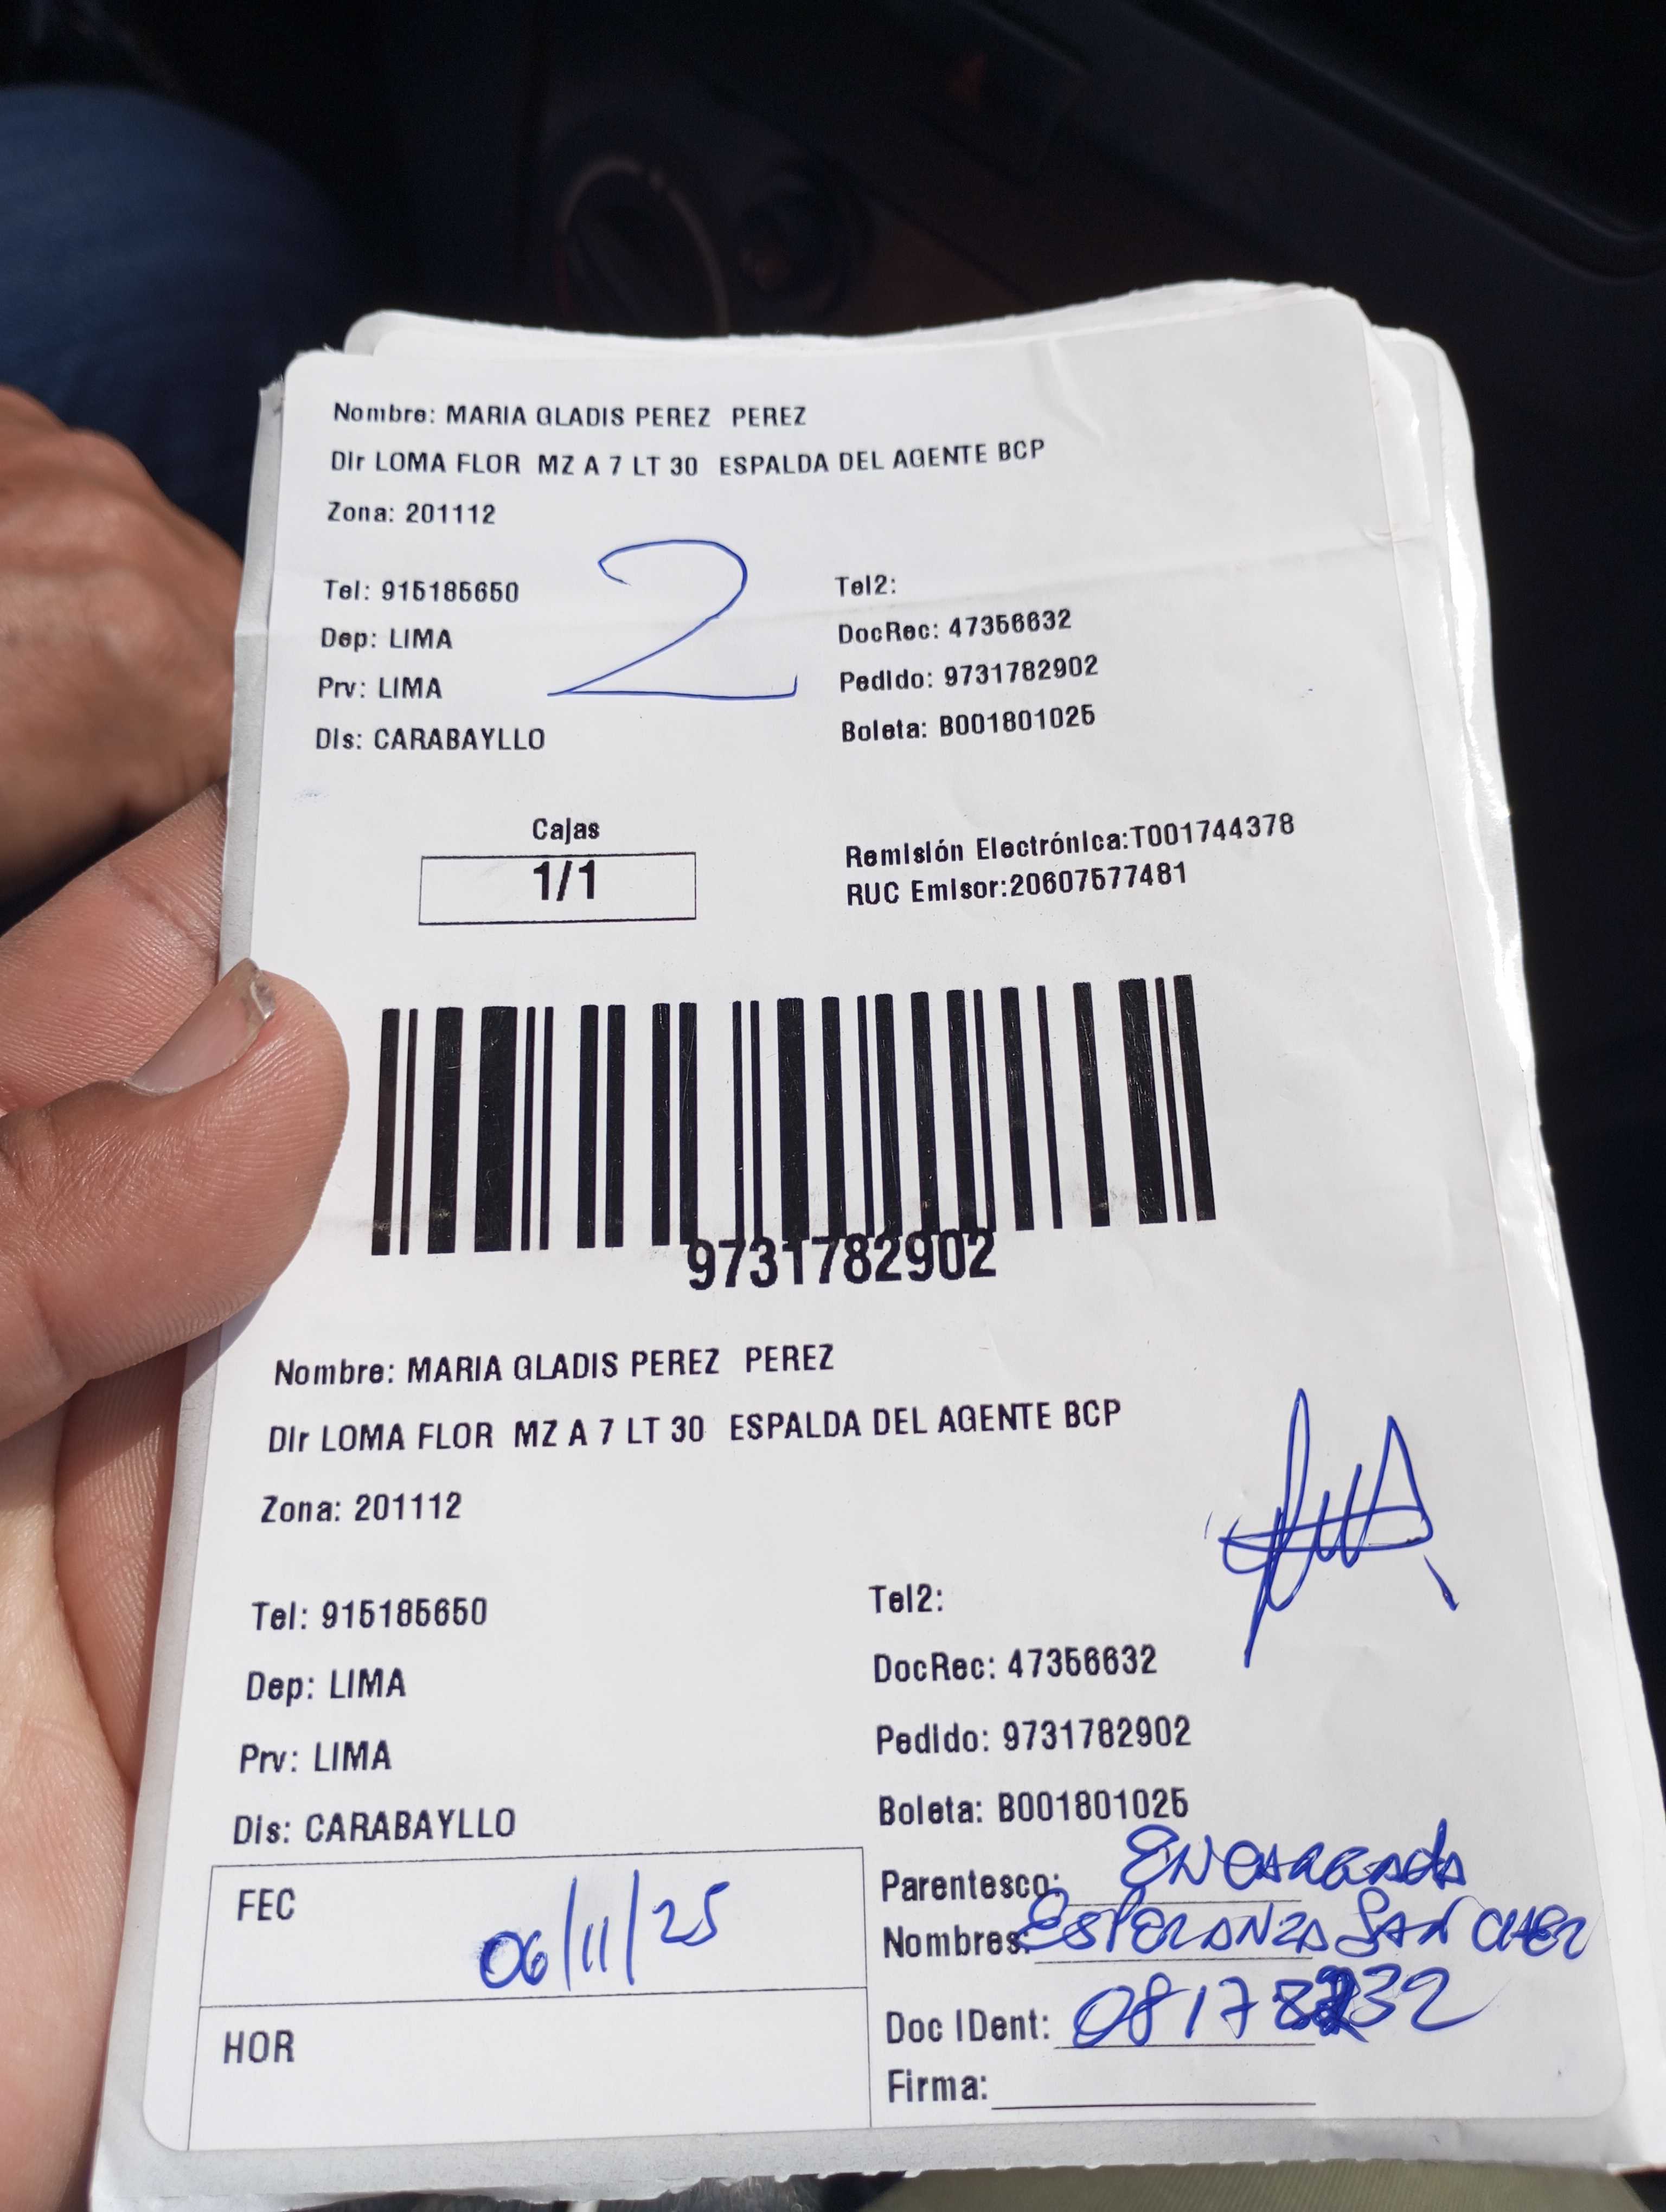 Nombre: MARIA GLADIS PEREZ PEREZ
Dir LOMA FLOR MZ A 7 LT 30 ESPALDA DEL AGENTE BCP
Zona: 201112
2
Tel: 915185650 Tel2:
Dep: LIMA DocRec: 47356632
Prv: LIMA Pedido: 9731782902
Dis: CARABAYLLO Boleta: B001801025
Cajas
1/1
Remisión Electrónica:T001744378
RUC Emisor:20607577481
9731782902
Nombre: MARIA GLADIS PEREZ PEREZ
Dir LOMA FLOR MZ A 7 LT 30 ESPALDA DEL AGENTE BCP
Zona: 201112
Tel: 915185650 Tel2:
Dep: LIMA DocRec: 47356632
Prv: LIMA Pedido: 9731782902
Dis: CARABAYLLO Boleta: B001801025
FEC 06/11/25
HOR
Parentesco: ENCARGADA
Nombres: ESPERANZA SANCHEZ
Doc IDent:
Firma: